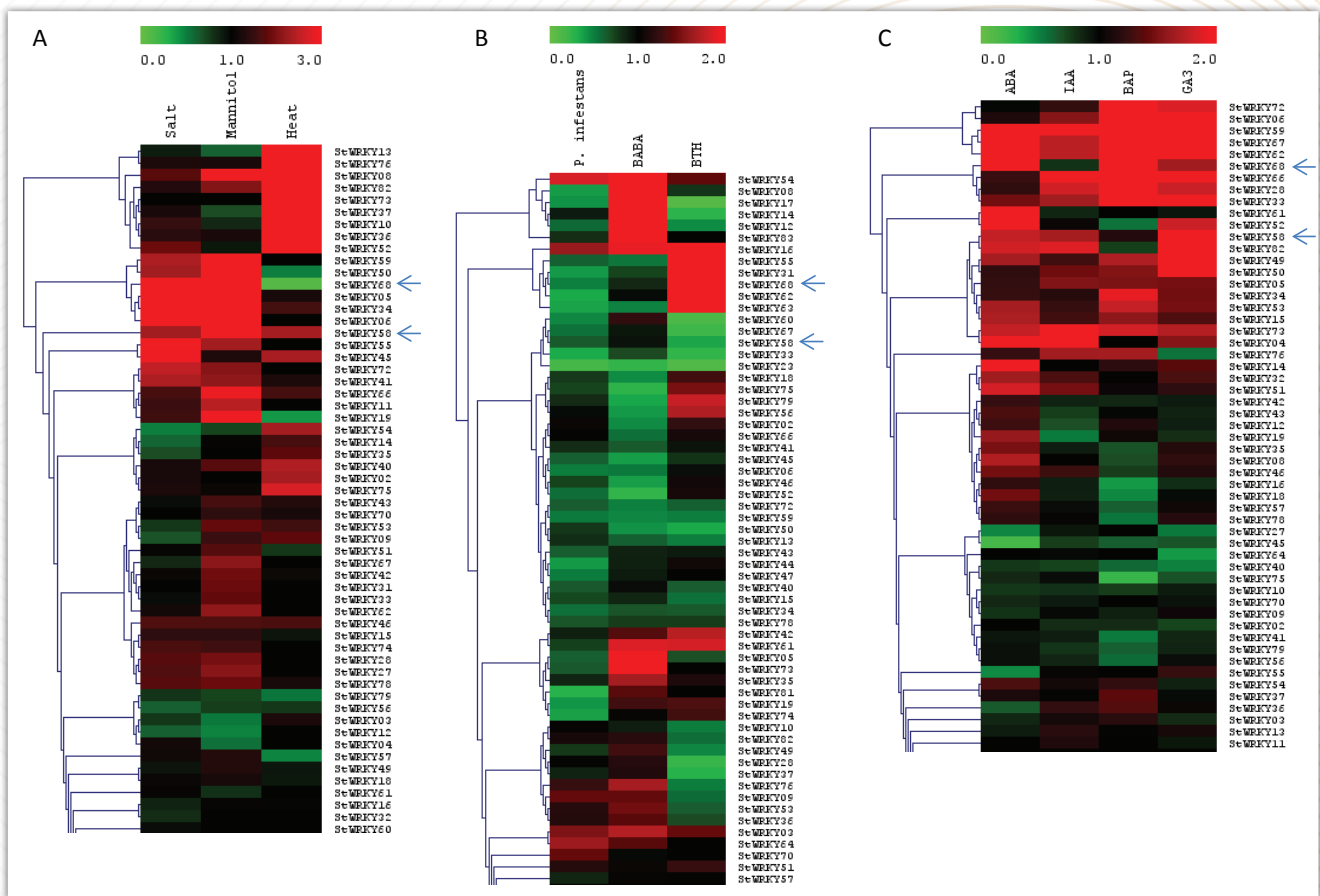 A
0.0 1.0 3.0
Salt
Mannitol
Heat
StWRKY13
StWRKY76
StWRKY08
StWRKY82
StWRKY73
StWRKY37
StWRKY10
StWRKY36
StWRKY52
StWRKY59
StWRKY50
StWRKY68
StWRKY05
StWRKY34
StWRKY06
StWRKY58
StWRKY55
StWRKY45
StWRKY72
StWRKY41
StWRKY66
StWRKY11
StWRKY19
StWRKY54
StWRKY14
StWRKY35
StWRKY40
StWRKY02
StWRKY75
StWRKY43
StWRKY70
StWRKY53
StWRKY09
StWRKY51
StWRKY67
StWRKY42
StWRKY31
StWRKY33
StWRKY62
StWRKY46
StWRKY15
StWRKY74
StWRKY28
StWRKY27
StWRKY78
StWRKY79
StWRKY56
StWRKY03
StWRKY12
StWRKY04
StWRKY57
StWRKY49
StWRKY18
StWRKY61
StWRKY16
StWRKY32
StWRKY60
B
0.0 1.0 2.0
P. infestans
BABA
BTH
StWRKY54
StWRKY08
StWRKY17
StWRKY14
StWRKY12
StWRKY83
StWRKY16
StWRKY55
StWRKY31
StWRKY68
StWRKY62
StWRKY63
StWRKY60
StWRKY67
StWRKY58
StWRKY33
StWRKY23
StWRKY18
StWRKY75
StWRKY79
StWRKY56
StWRKY02
StWRKY66
StWRKY41
StWRKY45
StWRKY06
StWRKY46
StWRKY52
StWRKY72
StWRKY59
StWRKY50
StWRKY13
StWRKY43
StWRKY44
StWRKY47
StWRKY40
StWRKY15
StWRKY34
StWRKY78
StWRKY42
StWRKY61
StWRKY05
StWRKY73
StWRKY35
StWRKY81
StWRKY19
StWRKY74
StWRKY10
StWRKY82
StWRKY49
StWRKY28
StWRKY37
StWRKY76
StWRKY09
StWRKY53
StWRKY36
StWRKY03
StWRKY64
StWRKY70
StWRKY51
StWRKY57
C
0.0 1.0 2.0
ABA
IAA
BAP
GA3
StWRKY72
StWRKY06
StWRKY59
StWRKY67
StWRKY62
StWRKY68
StWRKY66
StWRKY28
StWRKY33
StWRKY61
StWRKY52
StWRKY58
StWRKY82
StWRKY49
StWRKY50
StWRKY05
StWRKY34
StWRKY53
StWRKY15
StWRKY73
StWRKY04
StWRKY76
StWRKY14
StWRKY32
StWRKY51
StWRKY42
StWRKY43
StWRKY12
StWRKY19
StWRKY35
StWRKY08
StWRKY46
StWRKY16
StWRKY18
StWRKY57
StWRKY78
StWRKY27
StWRKY45
StWRKY64
StWRKY40
StWRKY75
StWRKY10
StWRKY70
StWRKY09
StWRKY02
StWRKY41
StWRKY79
StWRKY56
StWRKY55
StWRKY54
StWRKY37
StWRKY36
StWRKY03
StWRKY13
StWRKY11